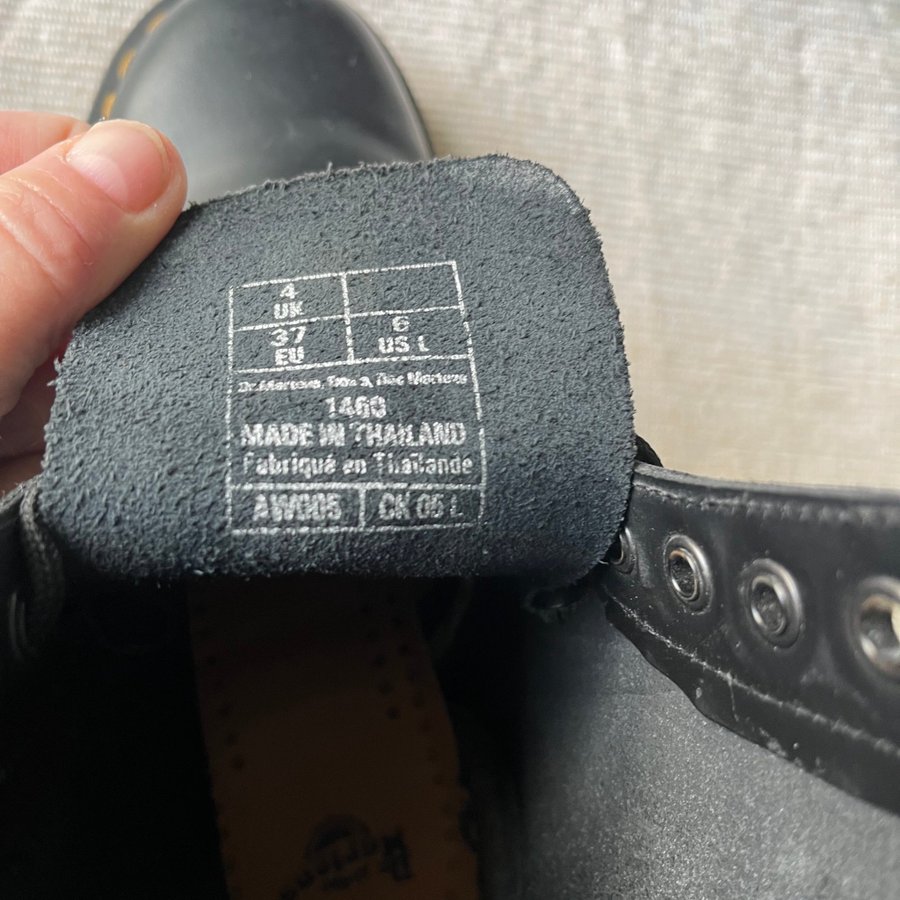 4
UK
37
EU
6
US L
Dr. Martens, Doc's, Doc Martens
1460
MADE IN THAILAND
Fabriqué en Thaïlande
AW006
CK 05 L